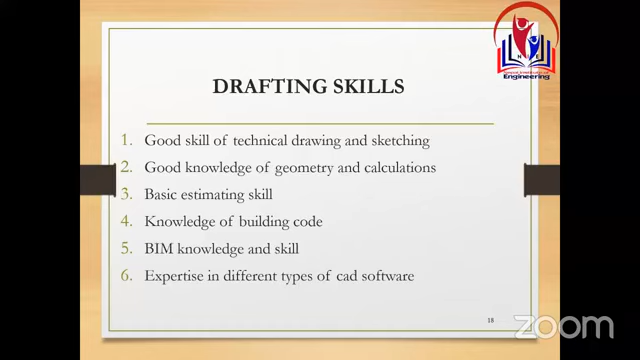 Engineering
DRAFTING SKILLS
1. Good skill of technical drawing and sketching
2. Good knowledge of geometry and calculations
3. Basic estimating skill
4. Knowledge of building code
5. BIM knowledge and skill
6. Expertise in different types of cad software
18
zoom